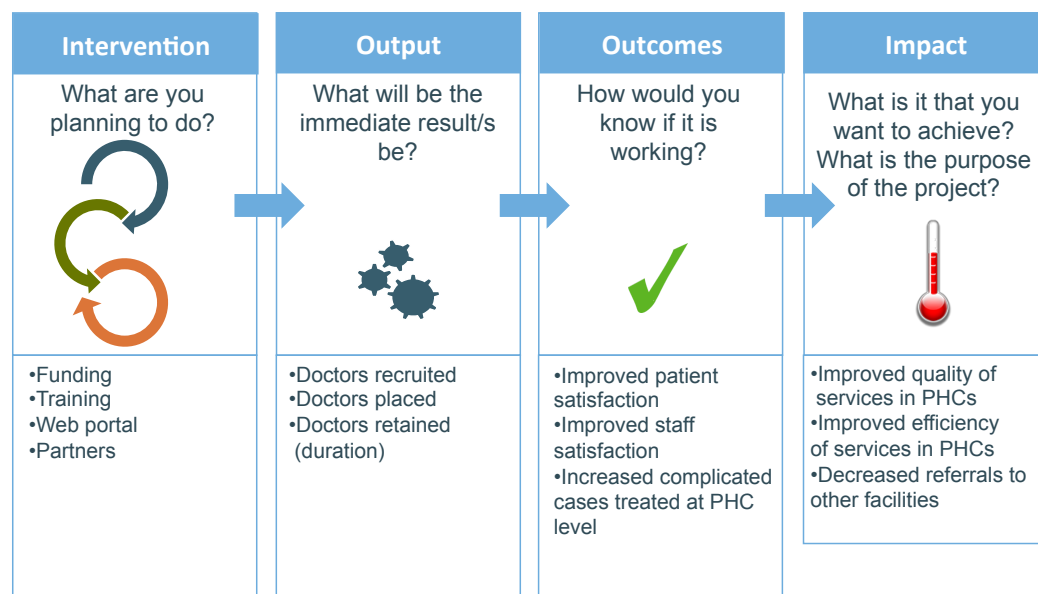 Intervention
What are you
planning to do?
•Funding
•Training
•Web portal
•Partners
Output
What will be the
immediate result/s
be?
•Doctors recruited
•Doctors placed
•Doctors retained
(duration)
Outcomes
How would you
know if it is
working?
•Improved patient
satisfaction
•Improved staff
satisfaction
•Increased complicated
cases treated at PHC
level
Impact
What is it that you
want to achieve?
What is the purpose
of the project?
•Improved quality of
services in PHCs
•Improved efficiency
of services in PHCs
•Decreased referrals to
other facilities